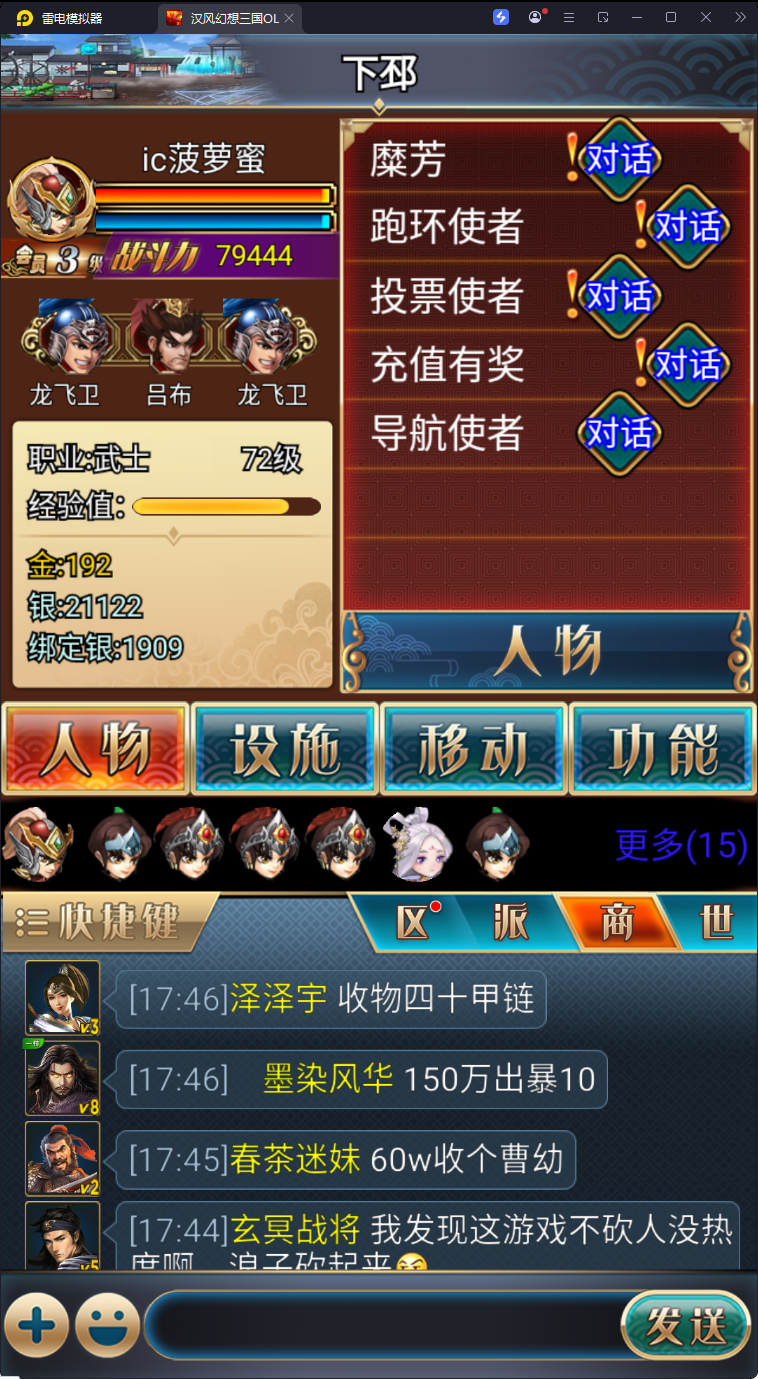 雷电模拟器
汉风幻想三国OL
下邳
ic菠萝蜜
会员3级 战斗力 79444
龙飞卫 吕布 龙飞卫
职业:武士 72级
经验值:
金:192
银:21122
绑定银:1909
糜芳 对话
跑环使者 对话
投票使者 对话
充值有奖 对话
导航使者 对话
人物
人物 设施 移动 功能
更多(15)
快捷键 区 派 商 世
v.3
[17:46]泽泽宇 收物四十甲链
v8
[17:46] 墨染风华 150万出暴10
v2
[17:45]春茶迷妹 60w收个曹幼
v5
[17:44]玄冥战将 我发现这游戏不砍人没热
度啊 浪子砍起来
发送